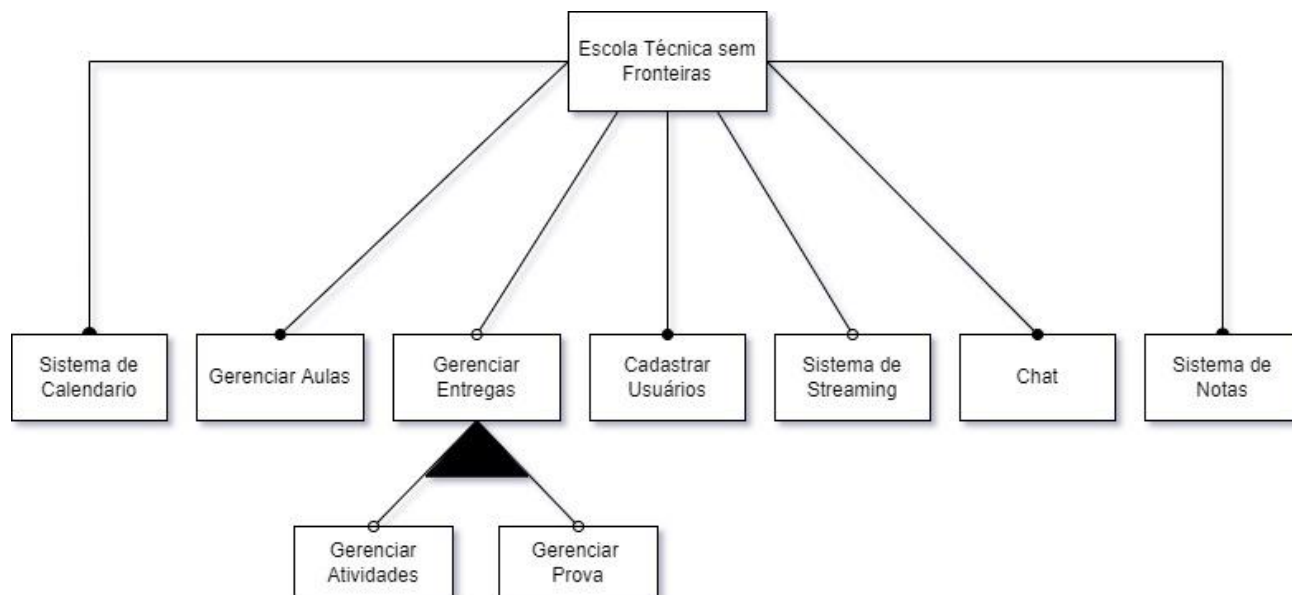 Escola Técnica sem
Fronteiras
Sistema de
Calendario
Gerenciar Aulas
Gerenciar
Entregas
Cadastrar
Usuários
Sistema de
Streaming
Chat
Sistema de
Notas
Gerenciar
Atividades
Gerenciar
Prova